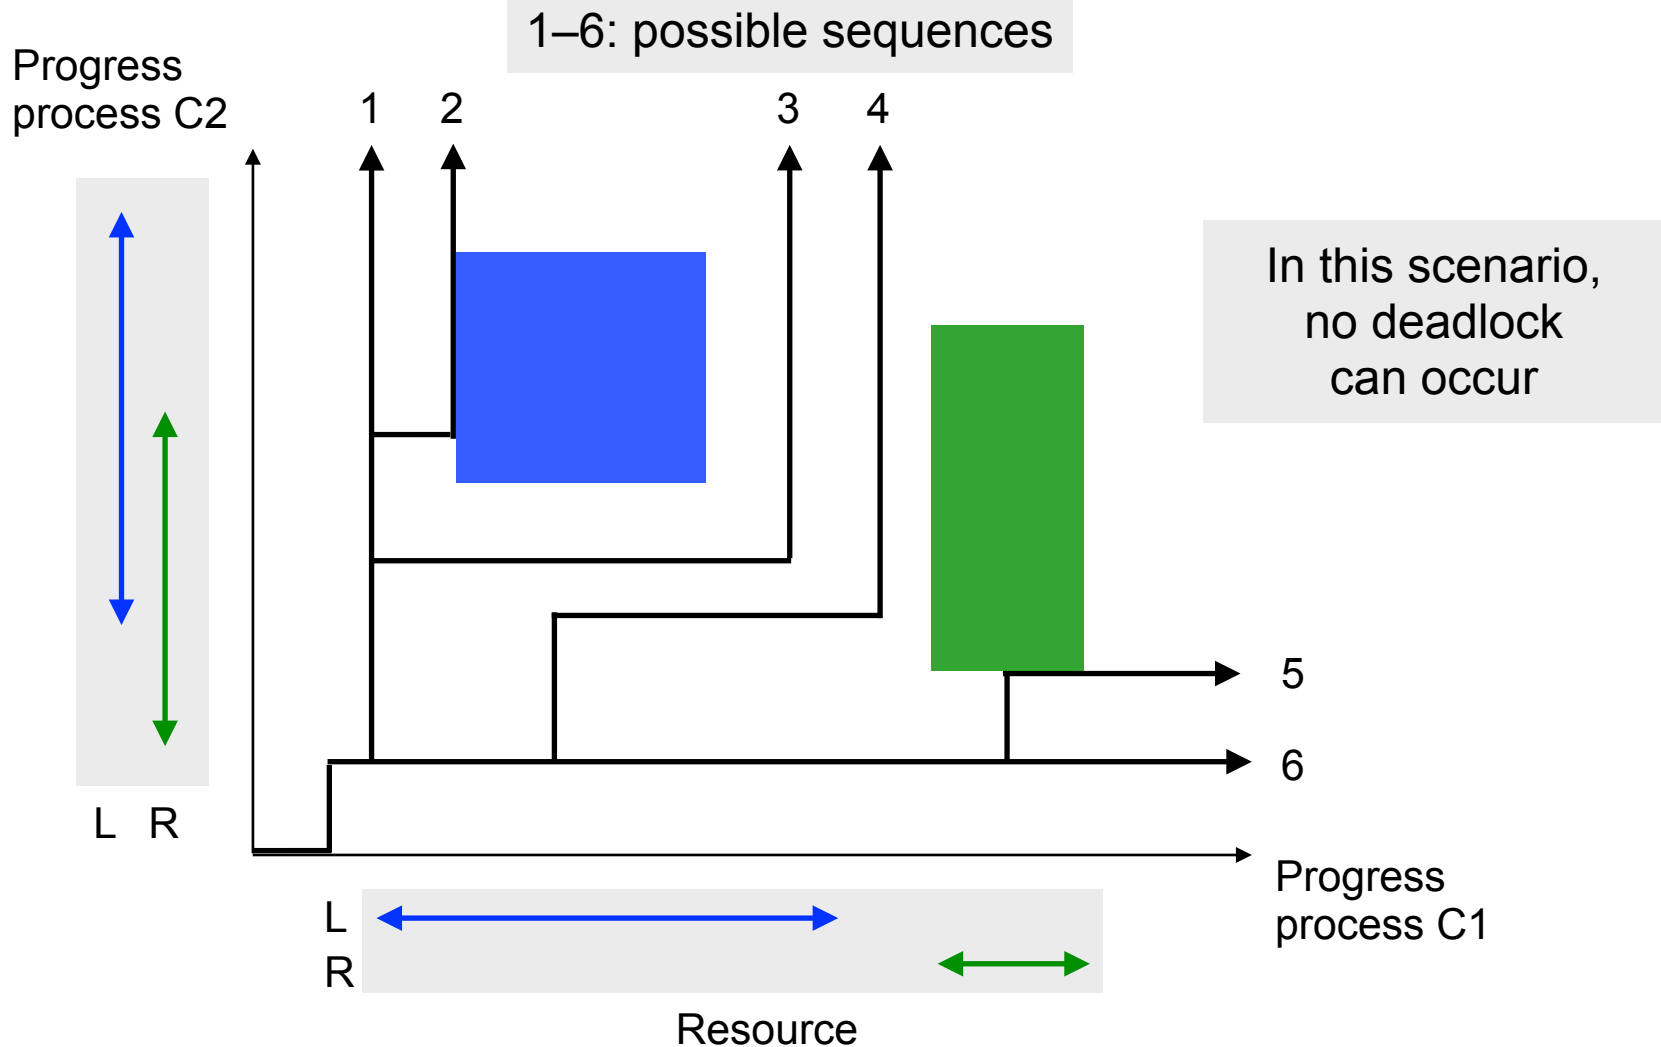 1–6: possible sequences
Progress
process C2
1
2
3
4
In this scenario,
no deadlock
can occur
5
6
L R
Progress
process C1
L
R
Resource